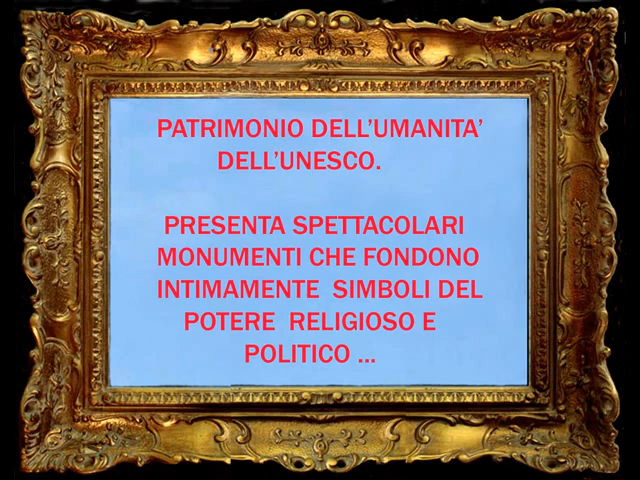 PATRIMONIO DELL’UMANITA’
DELL’UNESCO.
PRESENTA SPETTACOLARI
MONUMENTI CHE FONDONO
INTIMAMENTE SIMBOLI DEL
POTERE RELIGIOSO E
POLITICO ...